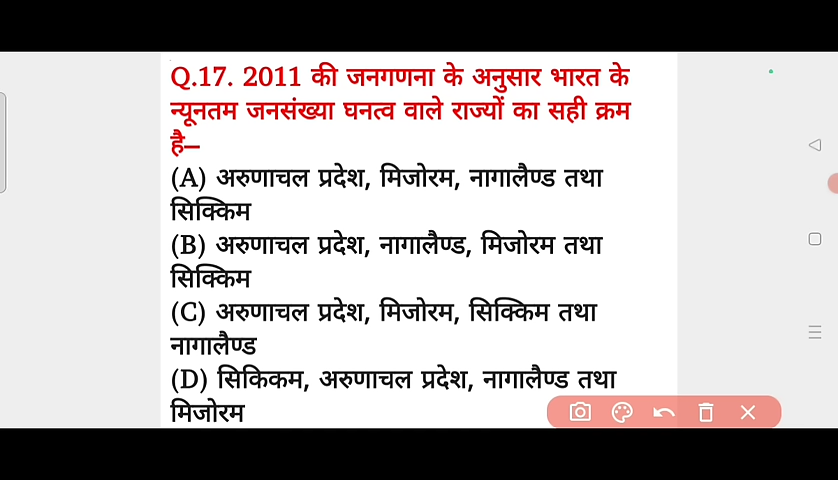 Q.17. 2011 की जनगणना के अनुसार भारत के
न्यूनतम जनसंख्या घनत्व वाले राज्यों का सही क्रम
है–
(A) अरुणाचल प्रदेश, मिजोरम, नागालैण्ड तथा
सिक्किम
(B) अरुणाचल प्रदेश, नागालैण्ड, मिजोरम तथा
सिक्किम
(C) अरुणाचल प्रदेश, मिजोरम, सिक्किम तथा
नागालैण्ड
(D) सिकिकम, अरुणाचल प्रदेश, नागालैण्ड तथा
मिजोरम